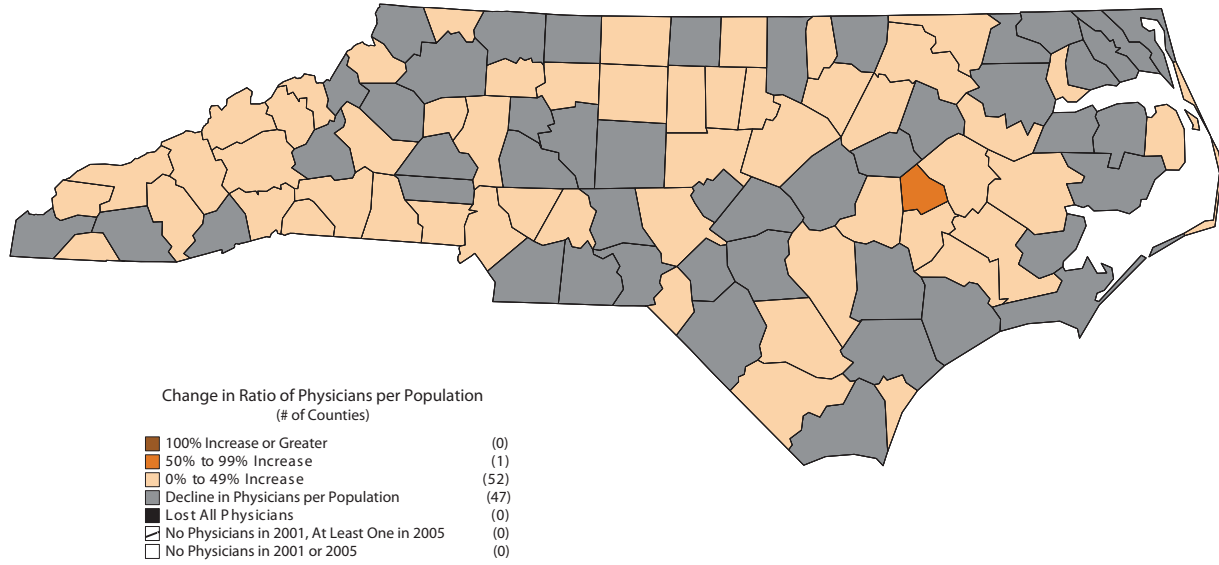 Change in Ratio of Physicians per Population
(# of Counties)
100% Increase or Greater (0)
50% to 99% Increase (1)
0% to 49% Increase (52)
Decline in Physicians per Population (47)
Lost All Physicians (0)
No Physicians in 2001, At Least One in 2005 (0)
No Physicians in 2001 or 2005 (0)